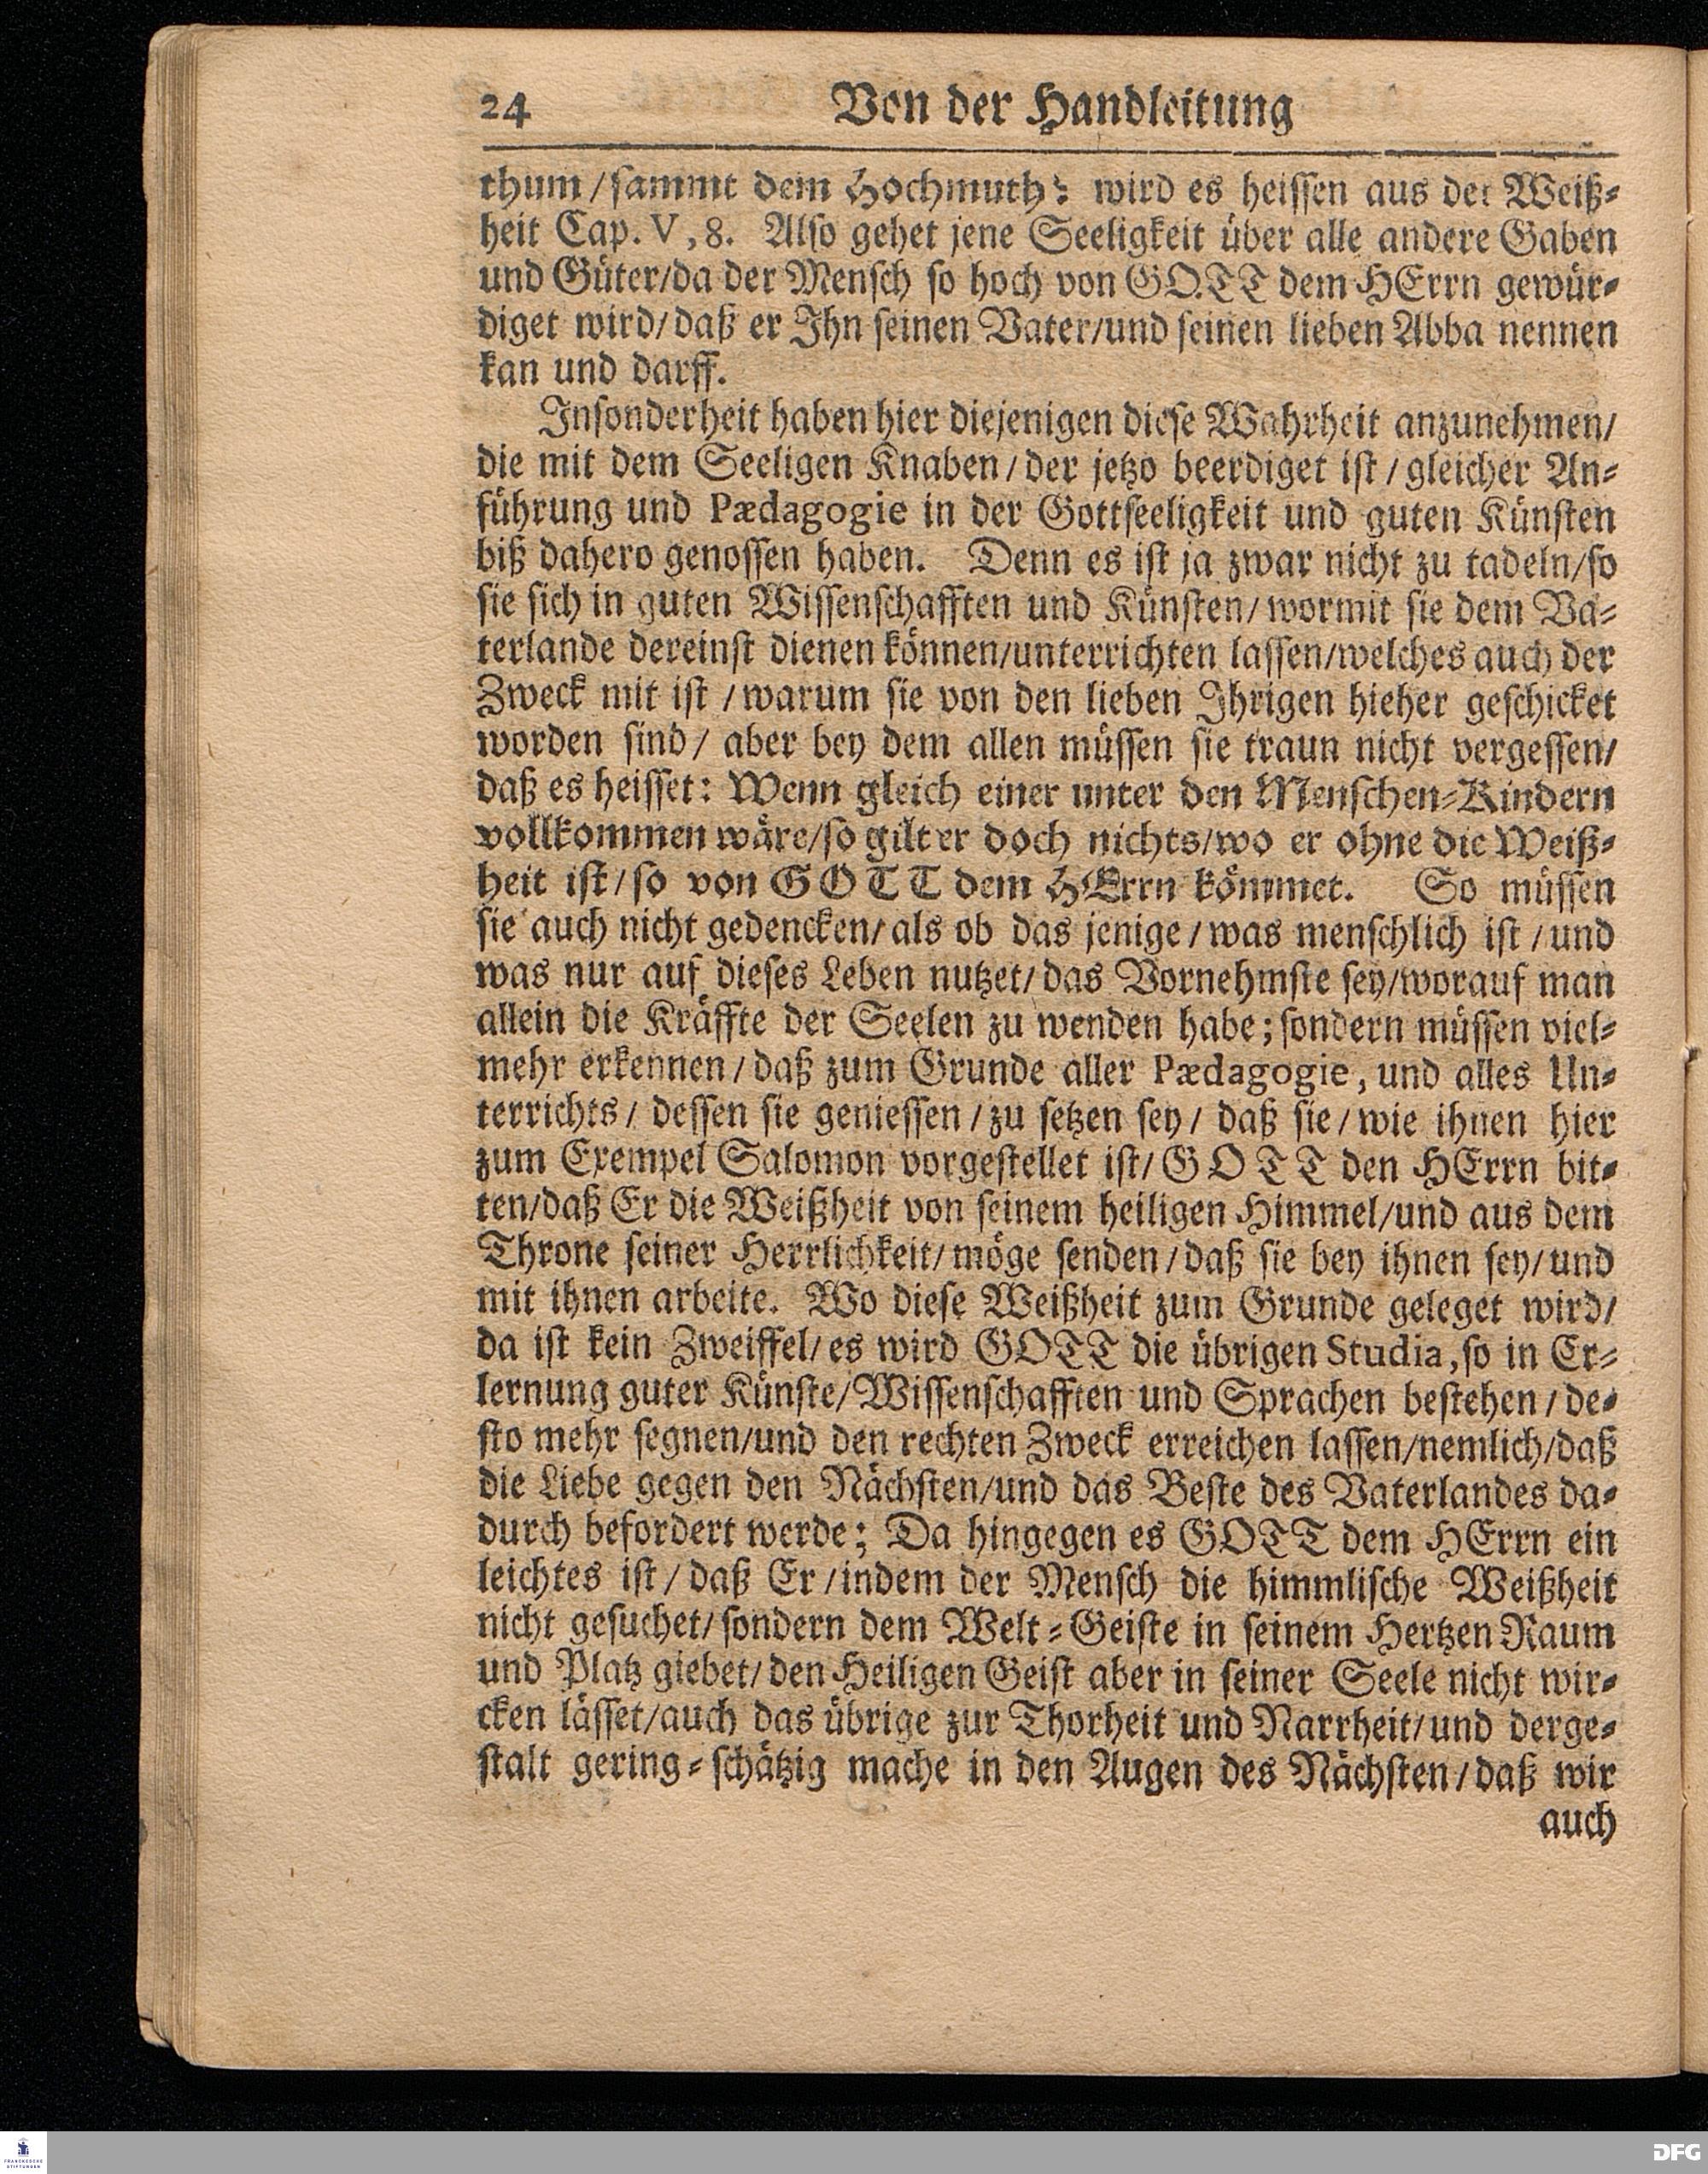 24 Von der Handleitung
thum/sammt dem Hochmuth: wird es heissen aus der Weiß-
heit Cap. V, 8. Also gehet jene Seeligkeit über alle andere Gaben
und Güter/da der Mensch so hoch von GOTT dem HErrn gewür-
diget wird/daß er Ihn seinen Vater/und seinen lieben Abba nennen
kan und darff.
Insonderheit haben hier diejenigen diese Wahrheit anzunehmen/
die mit dem Seeligen Knaben/der jetzo beerdiget ist/gleicher An-
führung und Pædagogie in der Gottseeligkeit und guten Künsten
biß dahero genossen haben. Denn es ist ja zwar nicht zu tadeln/so
sie sich in guten Wissenschafften und Künsten/wormit sie dem Va-
terlande dereinst dienen können/unterrichten lassen/welches auch der
Zweck mit ist/warum sie von den lieben Ihrigen hieher geschicket
worden sind/ aber bey dem allen müssen sie traun nicht vergessen/
daß es heisset: Wenn gleich einer unter den Menschen-Kindern
vollkommen wäre/so gilt er doch nichts/wo er ohne die Weiß-
heit ist/so von GOTT dem HErrn kömmet. So müssen
sie auch nicht gedencken/als ob das jenige/was menschlich ist/und
was nur auf dieses Leben nutzet/das Vornehmste sey/worauf man
allein die Kräffte der Seelen zu wenden habe; sondern müssen viel-
mehr erkennen/daß zum Grunde aller Pædagogie, und alles Un-
terrichts/ dessen sie geniessen/zu setzen sey/ daß sie/wie ihnen hier
zum Exempel Salomon vorgestellet ist/GOTT den HErrn bit-
ten/daß Er die Weißheit von seinem heiligen Himmel/und aus dem
Throne seiner Herrlichkeit/möge senden/daß sie bey ihnen sey/und
mit ihnen arbeite. Wo diese Weißheit zum Grunde geleget wird/
da ist kein Zweiffel/es wird GOTT die übrigen Studia, so in Er-
lernung guter Künste/Wissenschafften und Sprachen bestehen/de-
sto mehr segnen/und den rechten Zweck erreichen lassen/nemlich/daß
die Liebe gegen den Nächsten/und das Beste des Vaterlandes da-
durch befordert werde; Da hingegen es GOTT dem HErrn ein
leichtes ist/daß Er/indem der Mensch die himmlische Weißheit
nicht gesuchet/sondern dem Welt-Geiste in seinem Hertzen Raum
und Platz giebet/den Heiligen Geist aber in seiner Seele nicht wir-
cken lässet/auch das übrige zur Thorheit und Narrheit/und derge-
stalt gering-schätzig mache in den Augen des Nächsten/daß wir
auch
FRANCKESCHE
STIFTUNGEN
DFG